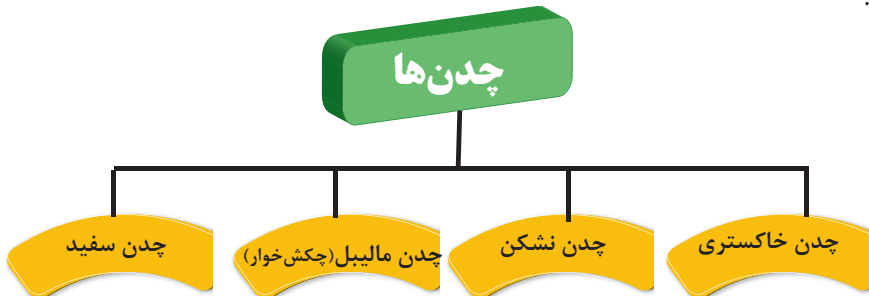 چدن‌ها
چدن خاکستری
چدن نشکن
چدن مالیبل(چکش‌خوار)
چدن سفید